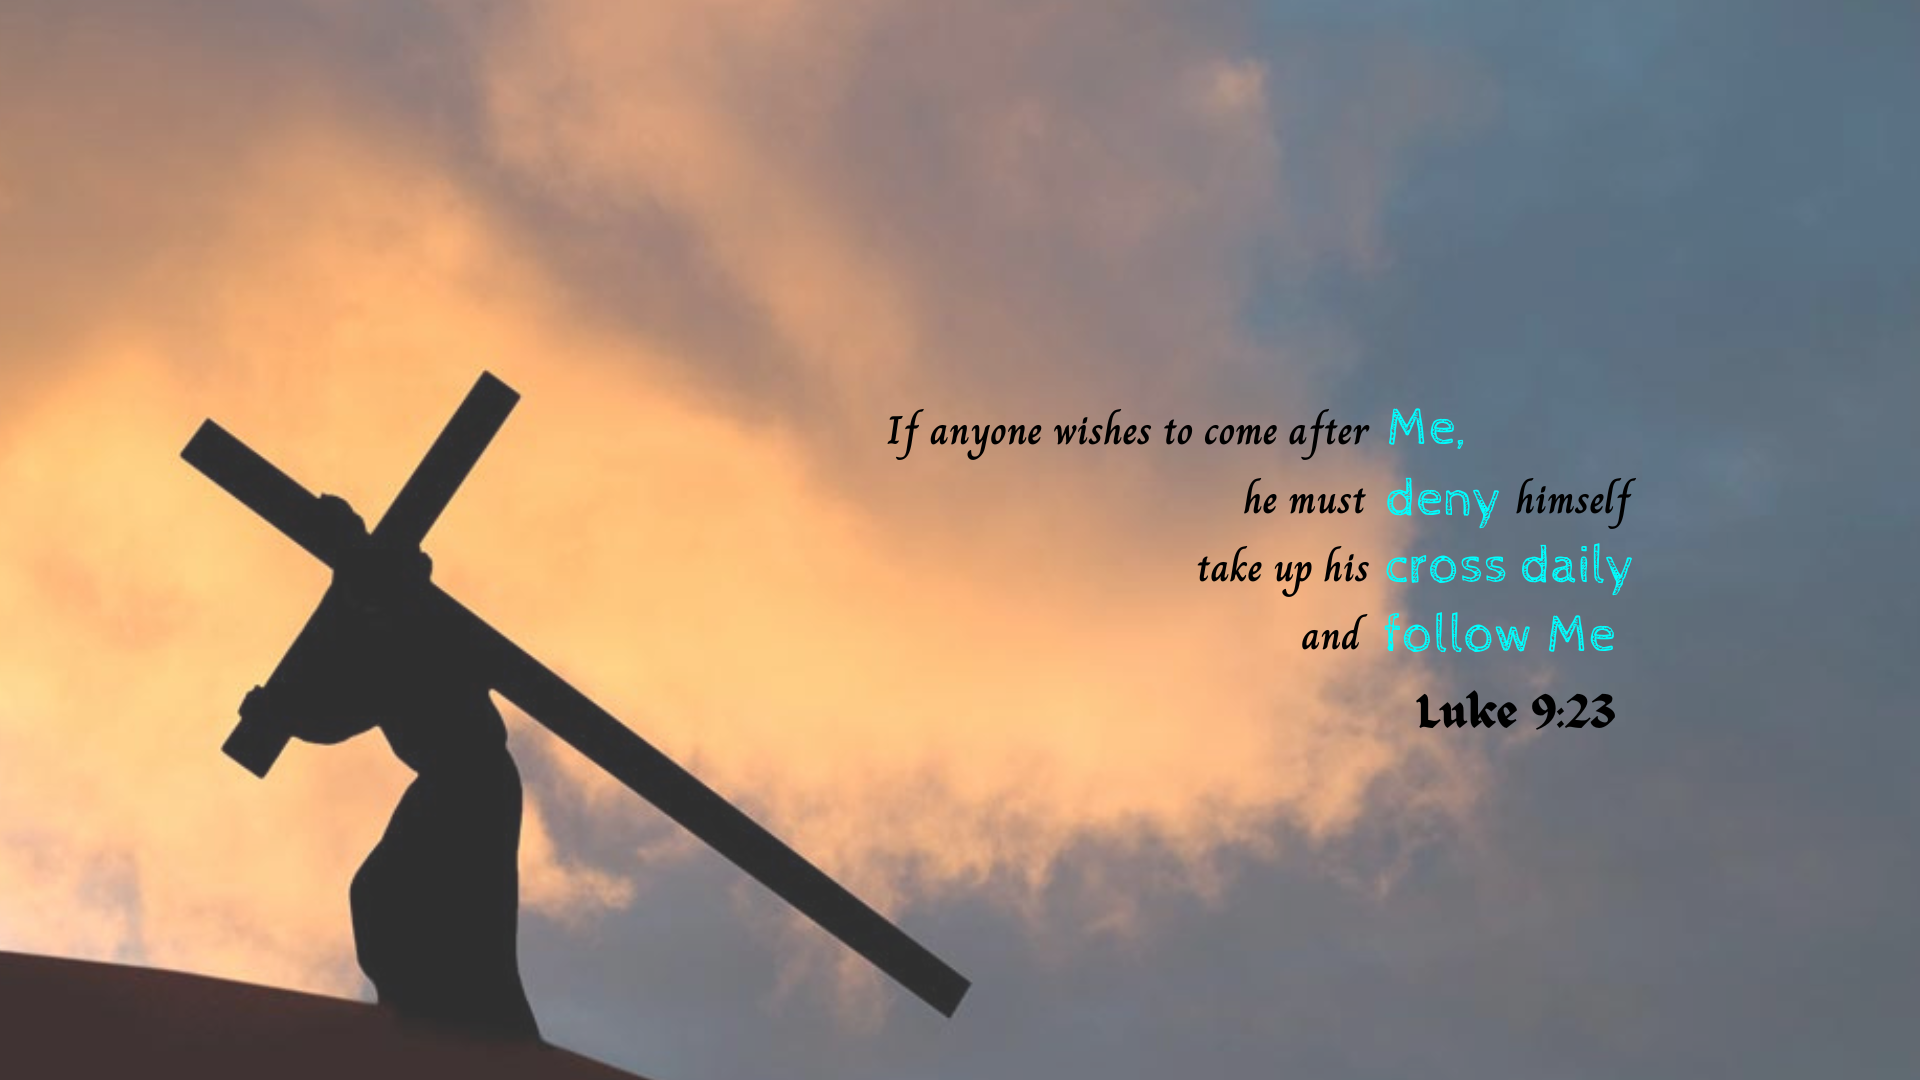 If anyone wishes to come after Me,
he must deny himself
take up his cross daily
and follow Me
Luke 9:23